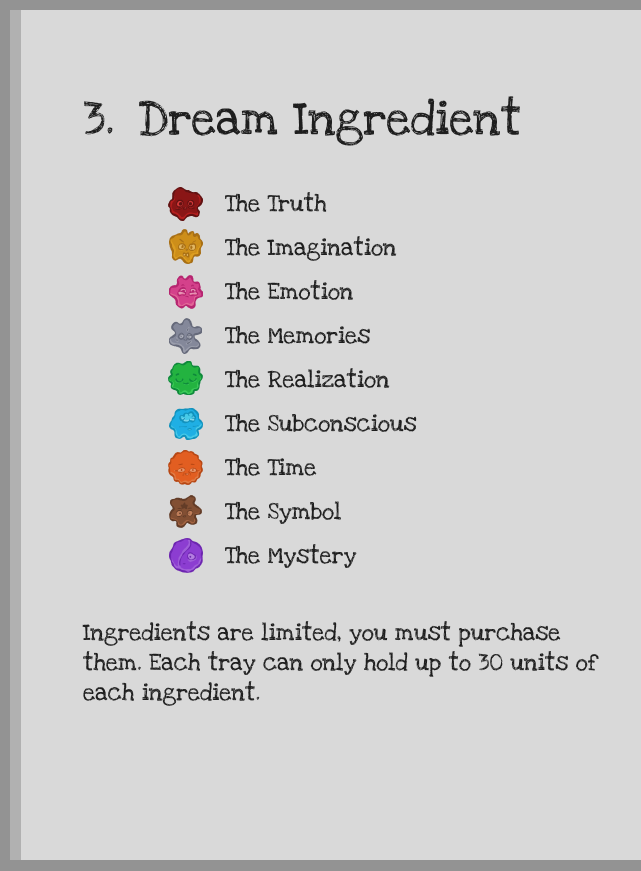 3. Dream Ingredient
The Truth
The Imagination
The Emotion
The Memories
The Realization
The Subconscious
The Time
The Symbol
The Mystery
Ingredients are limited, you must purchase
them. Each tray can only hold up to 30 units of
each ingredient.